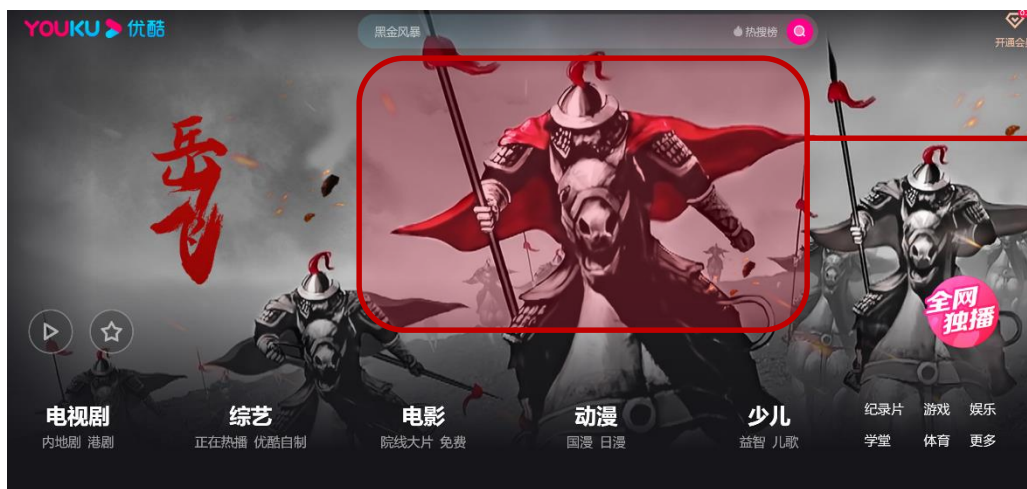 YOUKU 优酷
黑金风暴
热搜榜
开通会
岳飞
全网
独播
电视剧
综艺
电影
动漫
少儿
纪录片 游戏 娱乐
内地剧 港剧
正在热播 优酷自制
院线大片 免费
国漫 日漫
益智 儿歌
学堂 体育 更多